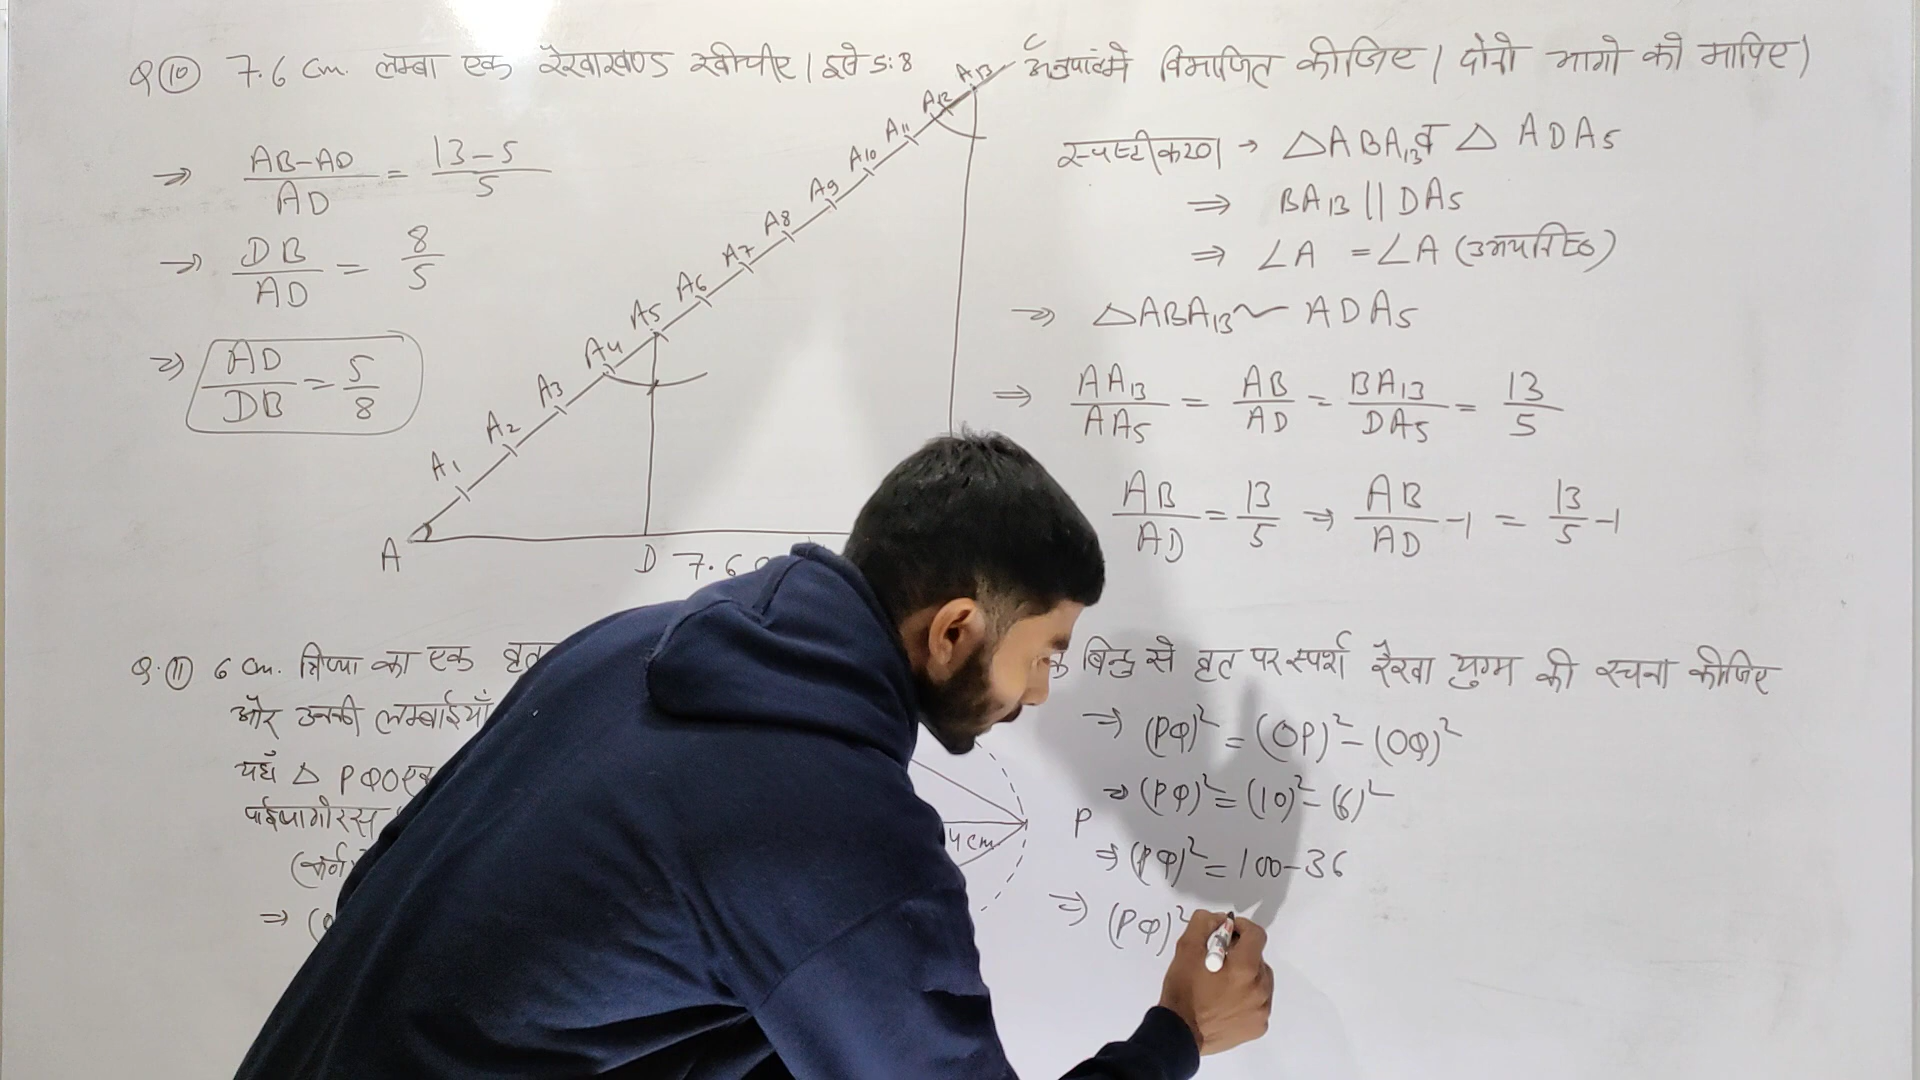 Q ⑩ 7.6 cm. लम्बा एक रेखाखण्ड खीचीए। इसे 5:8 अनुपात में विभाजित कीजिए। दोनो भागो को मापिए)
⇒ AB-AD/AD = 13-5/5
⇒ DB/AD = 8/5
⇒ AD/DB = 5/8
A
A1
A2
A3
A4
A5
A6
A7
A8
A9
A10
A11
A12
A13
C
D 7.6
स्पष्टीकरण → △ABA13 व △ ADA5
⇒ BA13 || DA5
⇒ ∠A = ∠A (उभयनिष्ठ)
⇒ △ABA13 ~ ADA5
⇒ AA13/AA5 = AB/AD = BA13/DA5 = 13/5
AB/AD = 13/5 ⇒ AB/AD -1 = 13/5 -1
Q.⑪ 6 cm. त्रिज्या का एक वृत बिन्दु से वृत पर स्पर्श रेखा युग्म की रचना कीजिए
और उनकी लम्बाईयाँ
यहाँ △ PQO एक
पाईथागोरस
(कर्ण)
⇒ (
4cm.
P
⇒ (PQ)² = (OP)² - (OQ)²
⇒ (PQ)² = (10)² - (6)²
⇒ (PQ)² = 100-36
⇒ (PQ)²